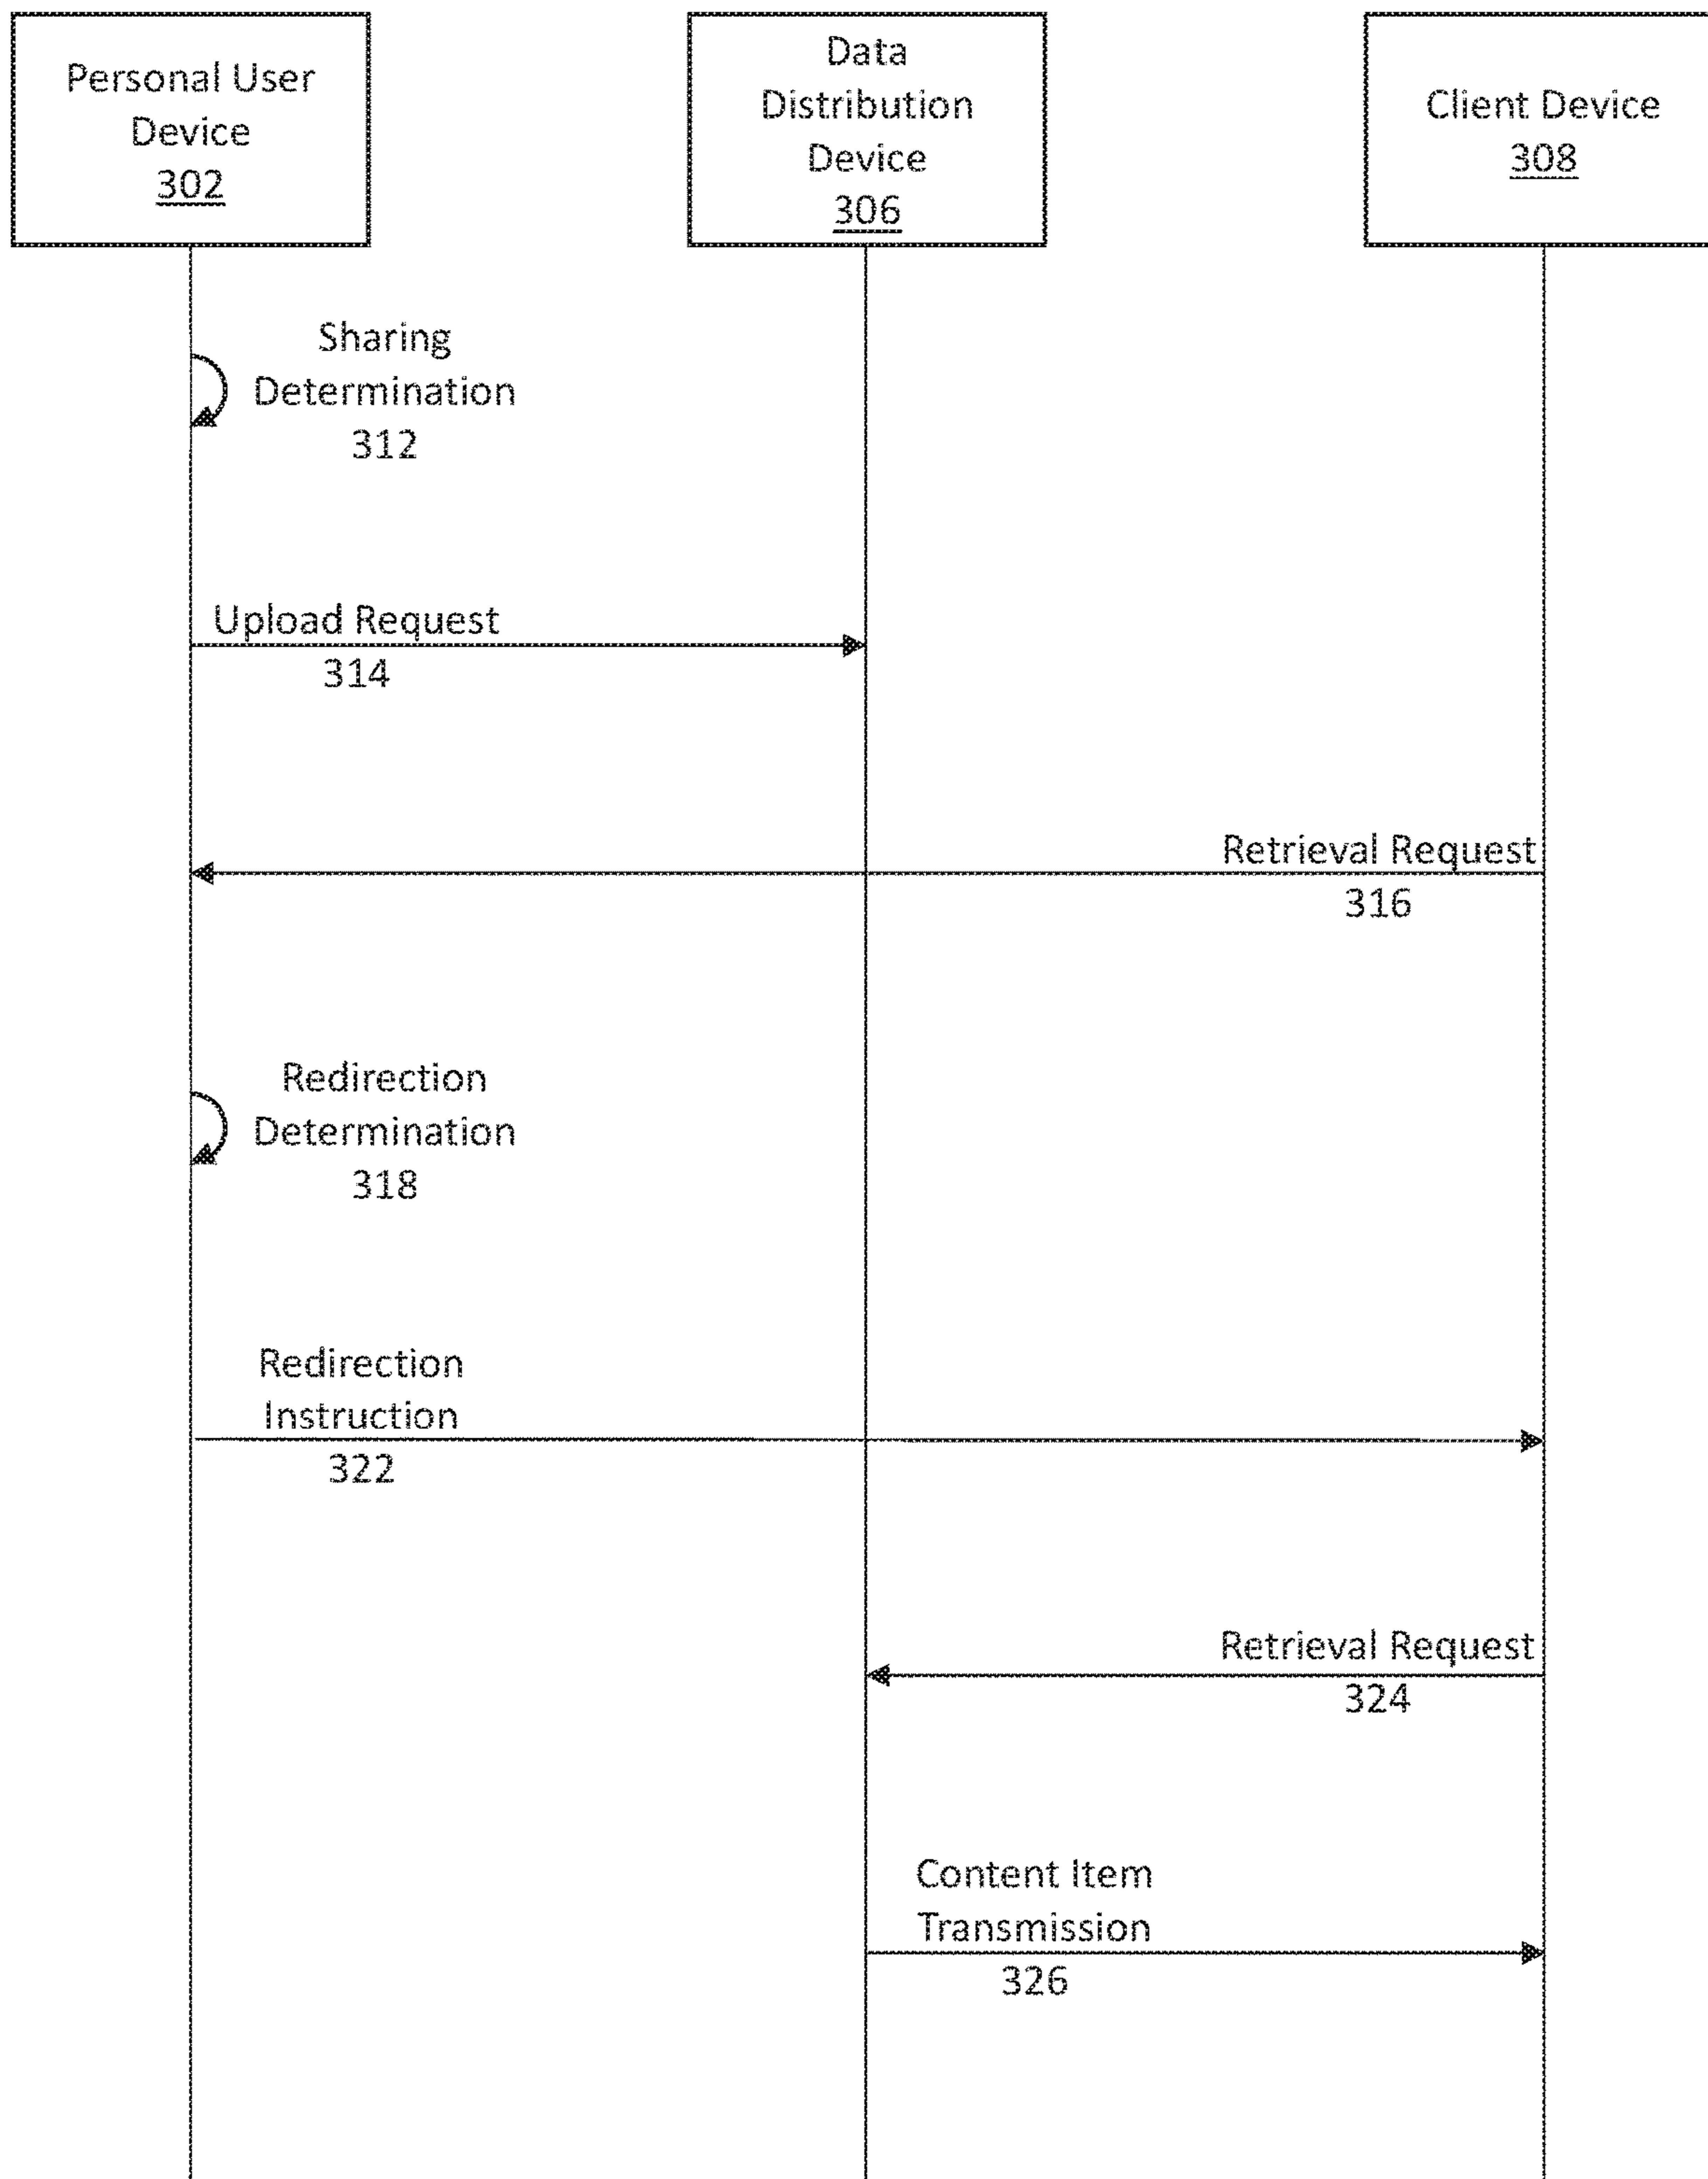 Personal User
Device
302
Data
Distribution
Device
306
Client Device
308
Sharing
Determination
312
Upload Request
314
Retrieval Request
316
Redirection
Determination
318
Redirection
Instruction
322
Retrieval Request
324
Content Item
Transmission
326